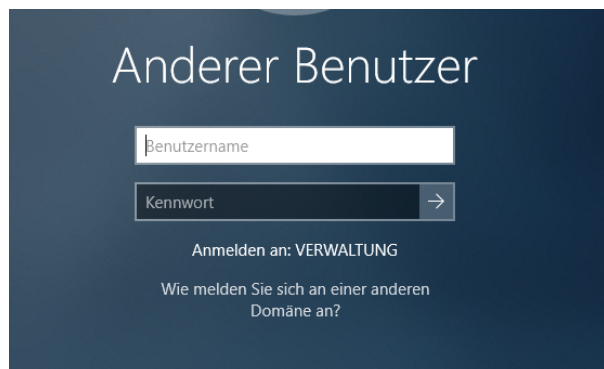 Anderer Benutzer
Benutzername
Kennwort
Anmelden an: VERWALTUNG
Wie melden Sie sich an einer anderen
Domäne an?